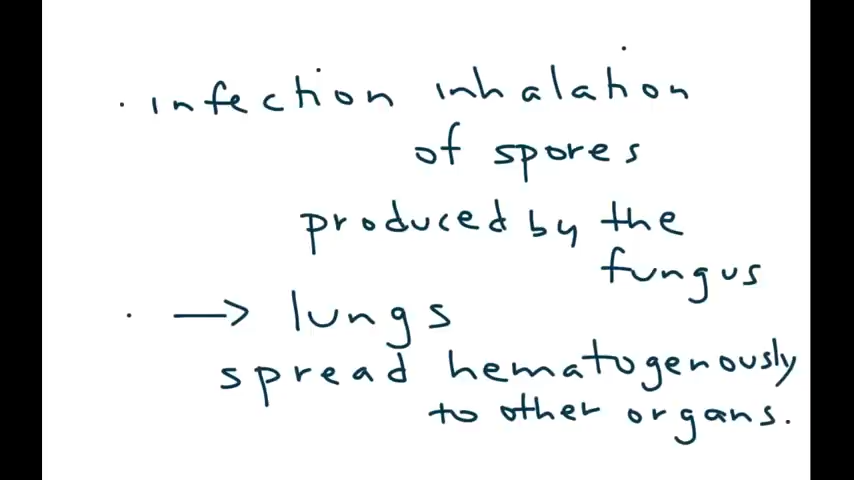 . infection inhalation
of spores
produced by the
fungus
. → lungs
spread hematogenously
to other organs.